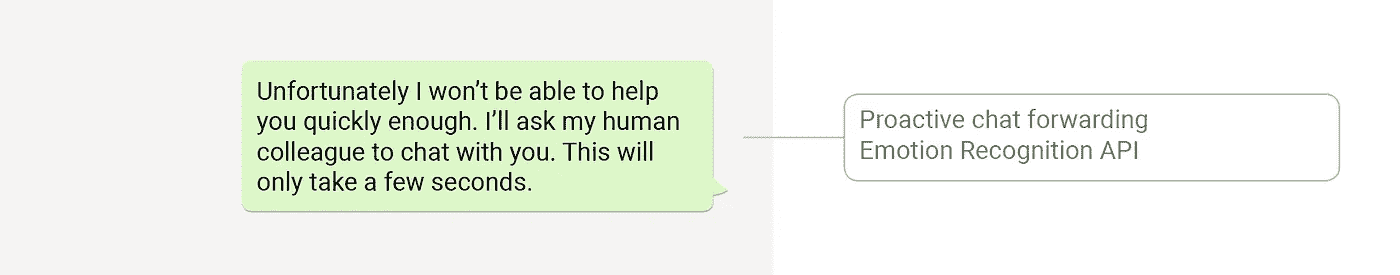 Unfortunately I won’t be able to help
you quickly enough. I’ll ask my human
colleague to chat with you. This will
only take a few seconds.
Proactive chat forwarding
Emotion Recognition API